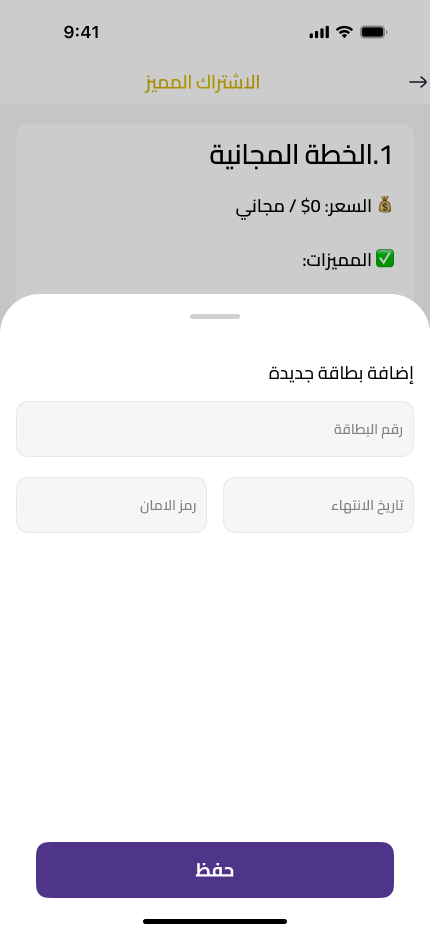 9:41
الاشتراك المميز
1.الخطة المجانية
💰 السعر: 0$ / مجاني
✅ المميزات:
إضافة بطاقة جديدة
رقم البطاقة
تاريخ الانتهاء
رمز الامان
حفظ